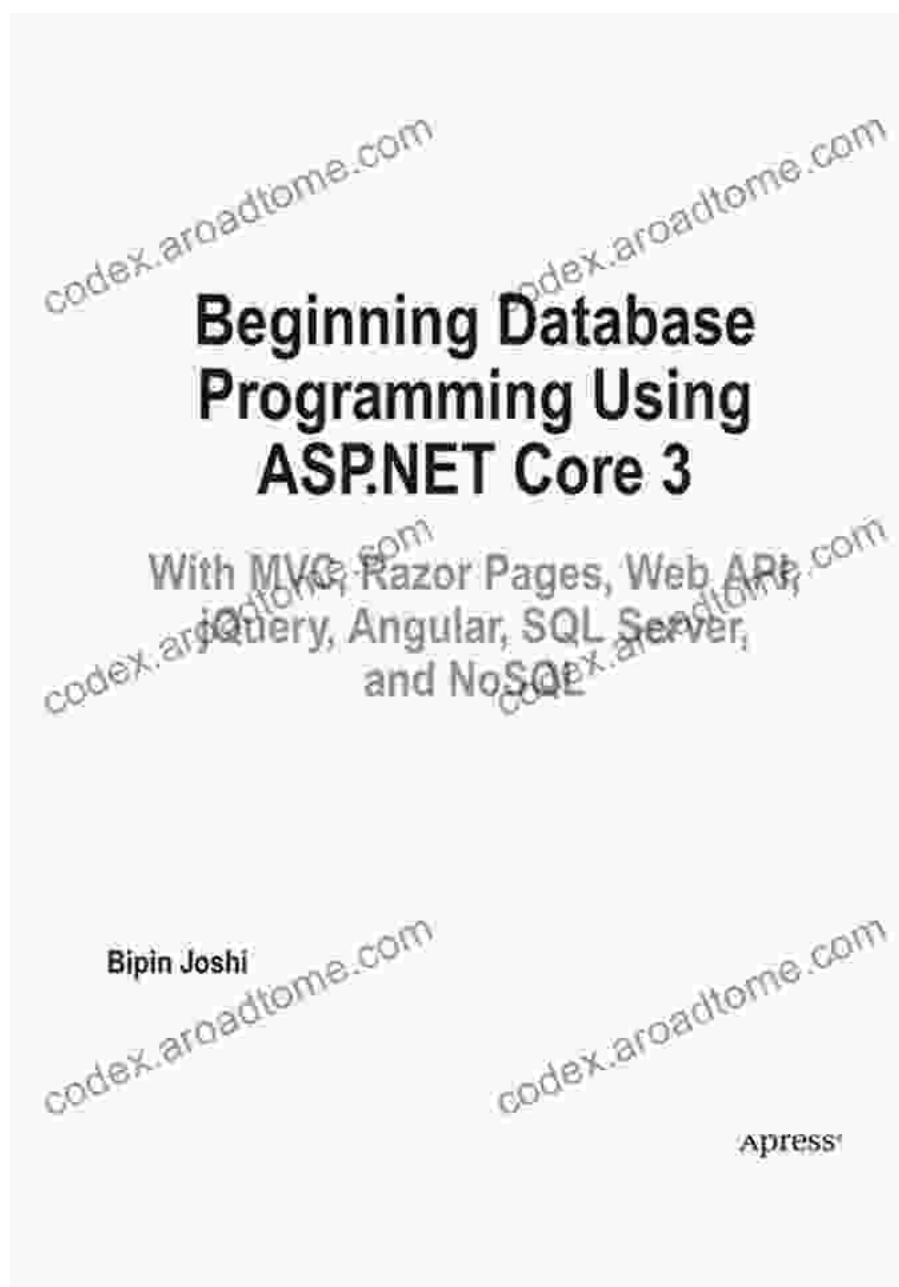 codex.aroadtome.com
codex.aroadtome.com
Beginning Database
Programming Using
ASP.NET Core 3
codex.aroadtome.com
codex.aroadtome.com
With MVC, Razor Pages, Web API,
jQuery, Angular, SQL Server,
and NoSQL
Bipin Joshi
codex.aroadtome.com
codex.aroadtome.com
Apress®